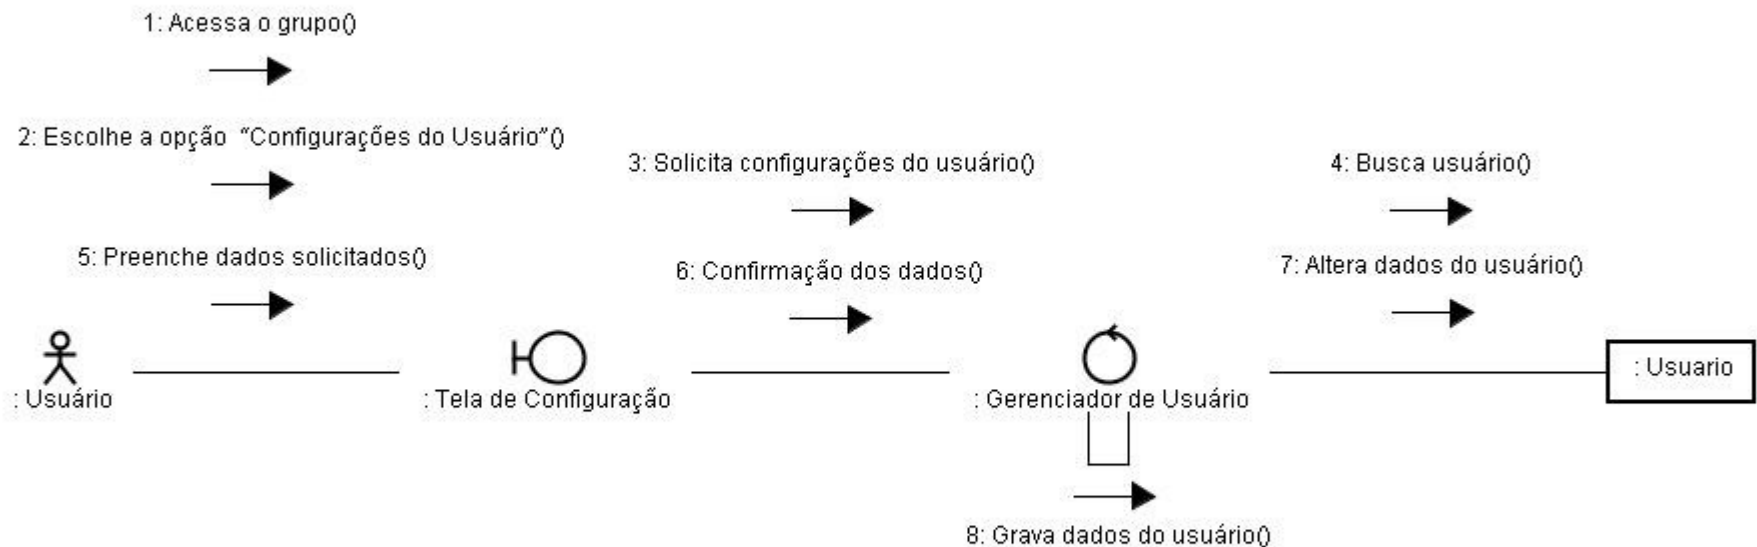 1: Acessa o grupo()
2: Escolhe a opção “Configurações do Usuário”()
3: Solicita configurações do usuário()
4: Busca usuário()
5: Preenche dados solicitados()
6: Confirmação dos dados()
7: Altera dados do usuário()
: Usuário
: Tela de Configuração
: Gerenciador de Usuário
: Usuario
8: Grava dados do usuário()